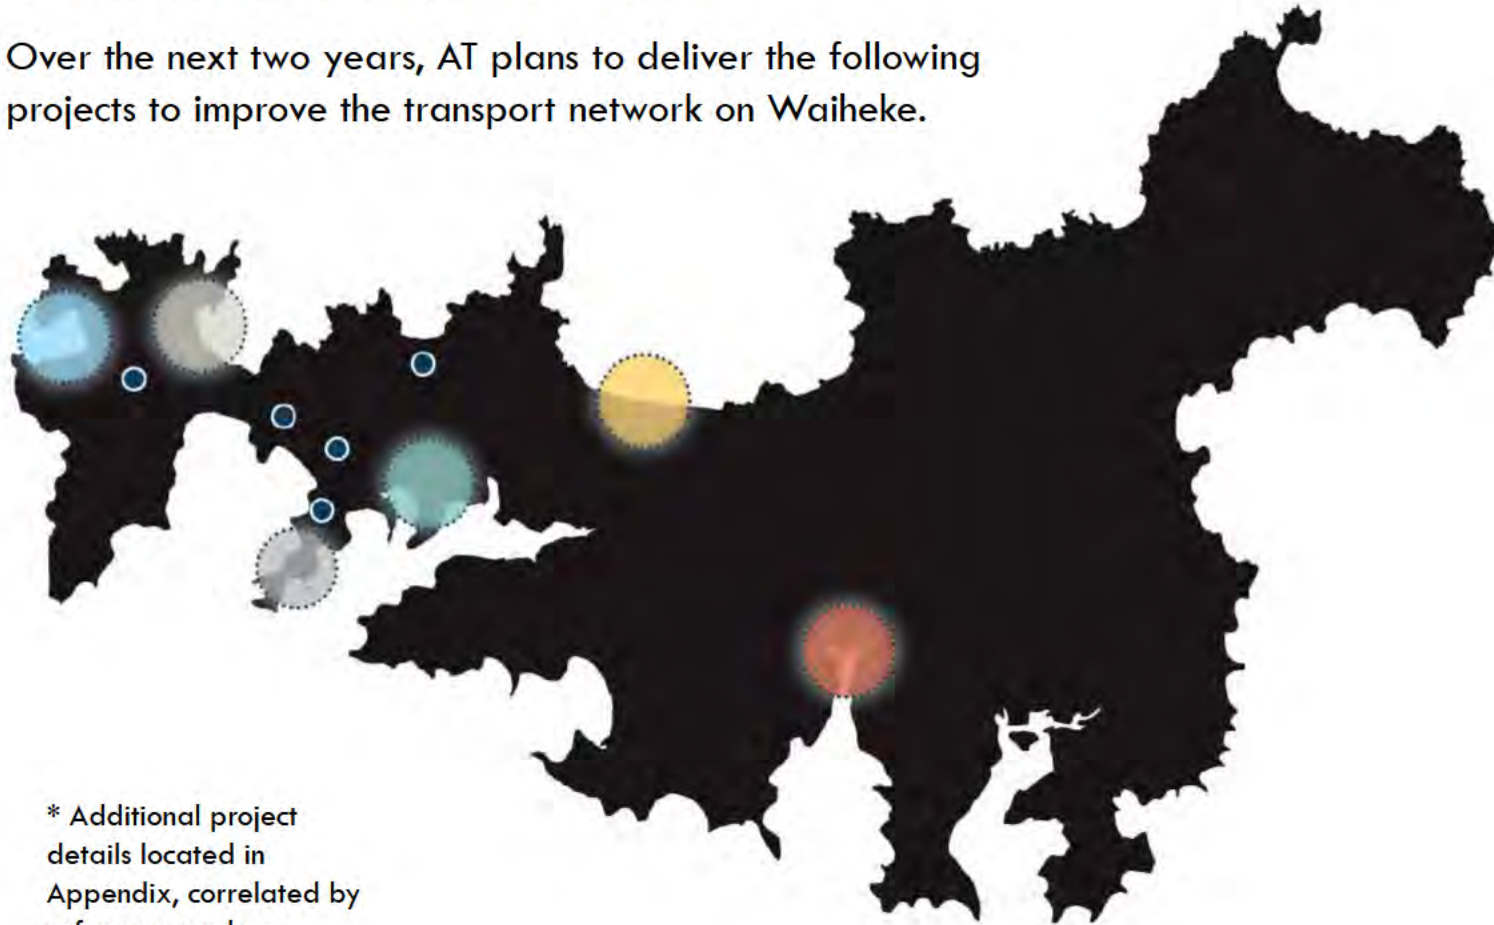 Over the next two years, AT plans to deliver the following
projects to improve the transport network on Waiheke.
* Additional project
details located in
Appendix, correlated by